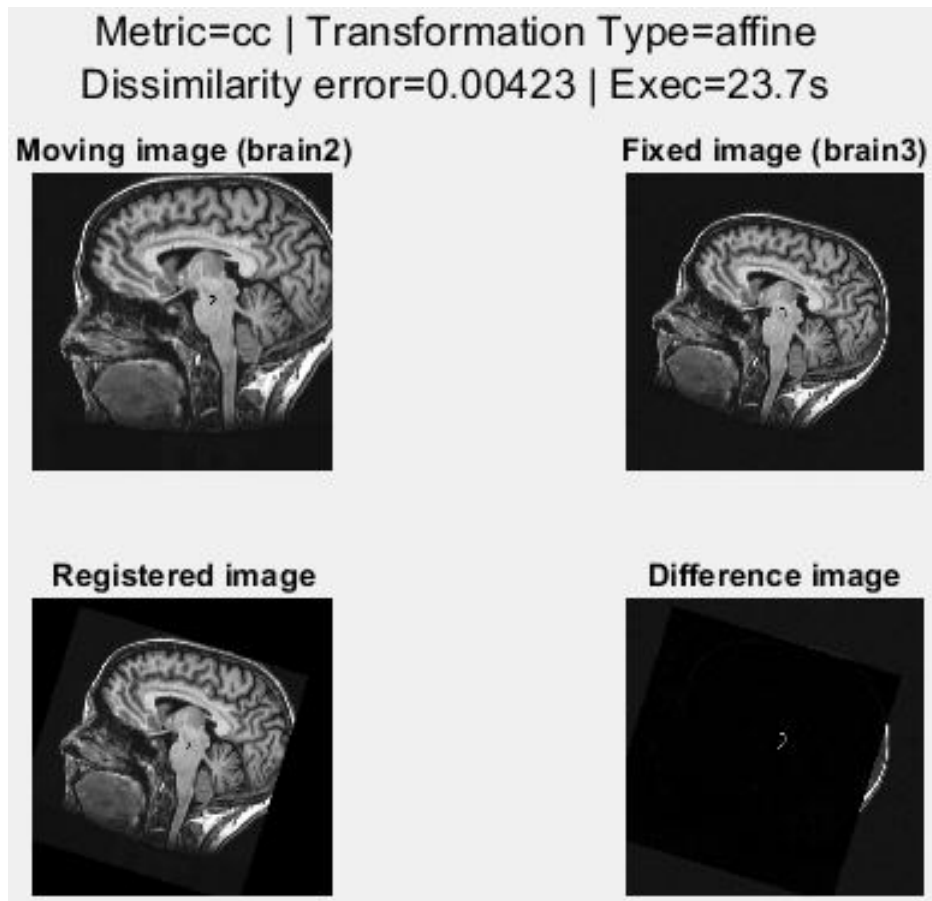 Metric=cc | Transformation Type=affine
Dissimilarity error=0.00423 | Exec=23.7s
Moving image (brain2)
Fixed image (brain3)
Registered image
Difference image